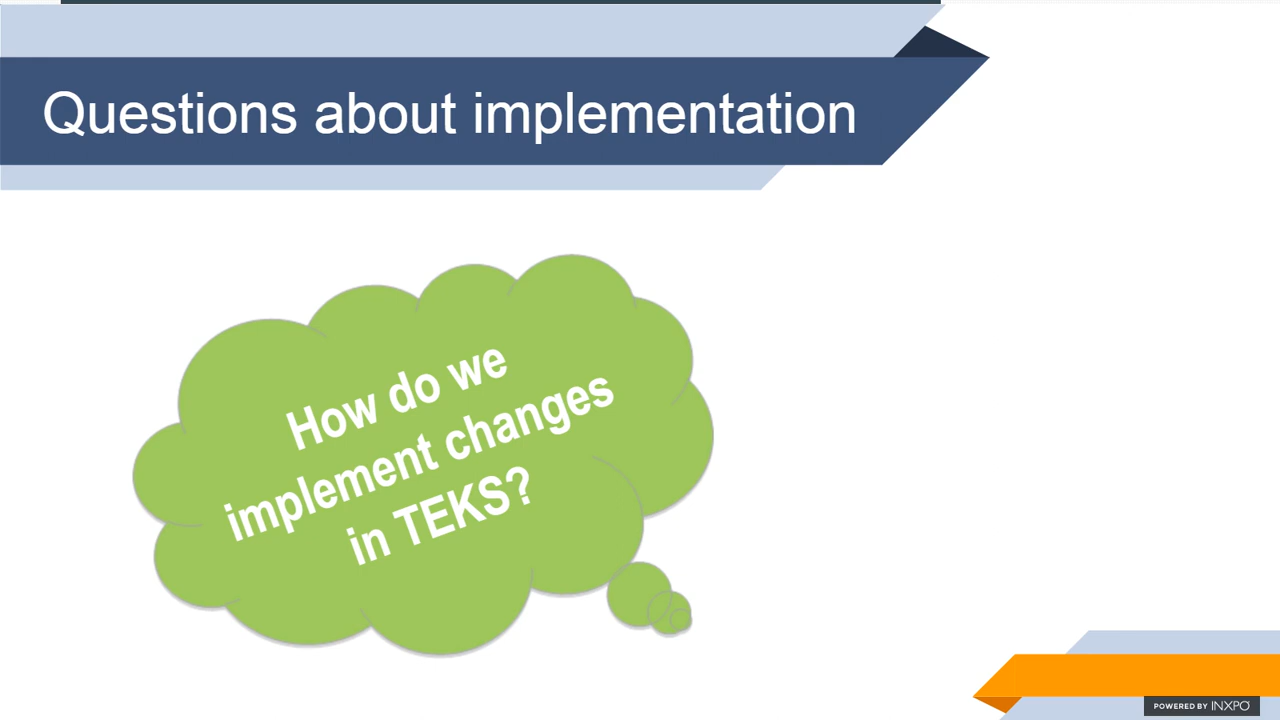 Questions about implementation
How do we
implement changes
in TEKS?
POWERED BY INXPO